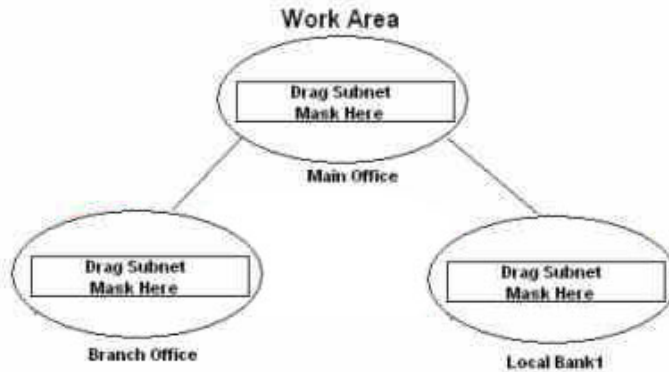 Work Area
Drag Subnet
Mask Here
Main Office
Drag Subnet
Mask Here
Branch Office
Drag Subnet
Mask Here
Local Bank1